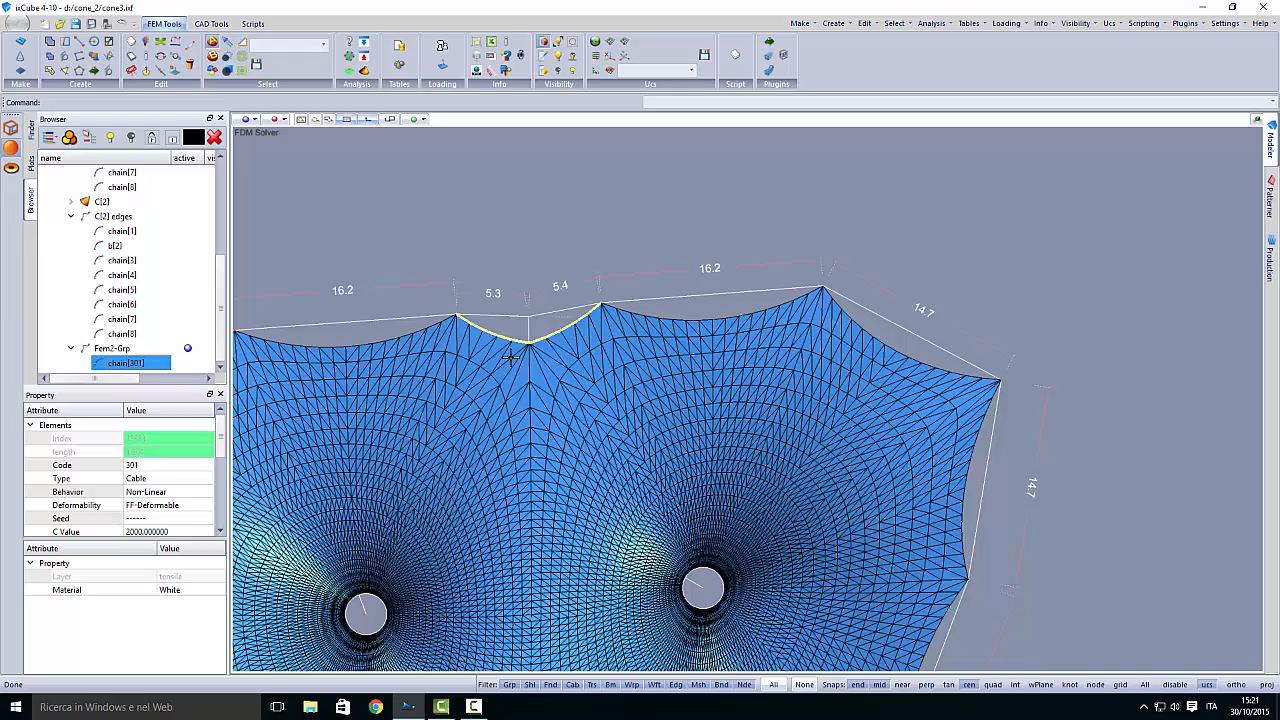 ixCube 4-10 - d:/cone_2/cone3.ixf
FEM Tools
CAD Tools
Scripts
Make
Create
Edit
Select
Analysis
Tables
Loading
Info
Visibility
Ucs
Scripting
Plugins
Settings
Help
Make
Create
Edit
Select
Analysis
Tables
Loading
Info
Visibility
Ucs
Script
Plugins
Command:
Browser
Finder
Plots
Browser
name
active
vis
chain[7]
chain[8]
C[2]
C[2] edges
chain[1]
b[2]
chain[3]
chain[4]
chain[5]
chain[6]
chain[7]
chain[8]
Fem2-Grp
chain[301]
Property
Attribute
Value
Elements
Index
length
Code
301
Type
Cable
Behavior
Non-Linear
Deformability
FF-Deformable
Seed
------
C Value
2000.000000
Attribute
Value
Property
Layer
tensile
Material
White
FDM Solver
16.2
5.3
5.4
16.2
14.7
14.7
Modeler
Patterner
Production
Done
Filter:
Grp
Shl
Fnd
Cab
Trs
Bm
Wrp
Wft
Edg
Msh
Bnd
Nde
All
None
Snaps:
end
mid
near
perp
tan
cen
quad
int
wPlane
knot
node
grid
All
disable
ucs
ortho
proj
Ricerca in Windows e nel Web
ITA
15:21
30/10/2015